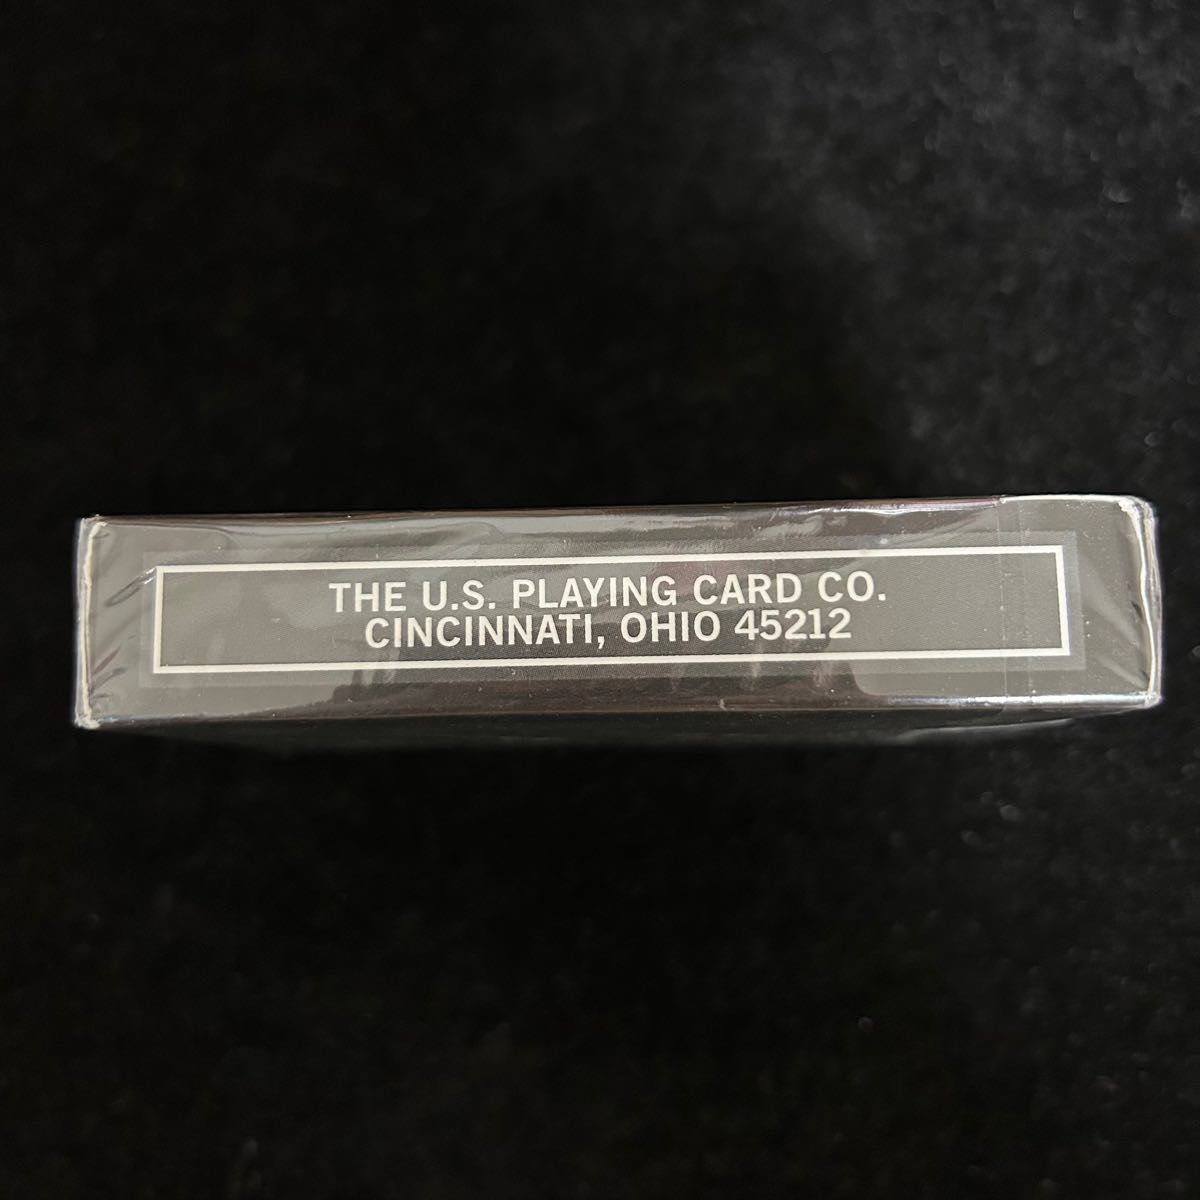 THE U.S. PLAYING CARD CO.
CINCINNATI, OHIO 45212